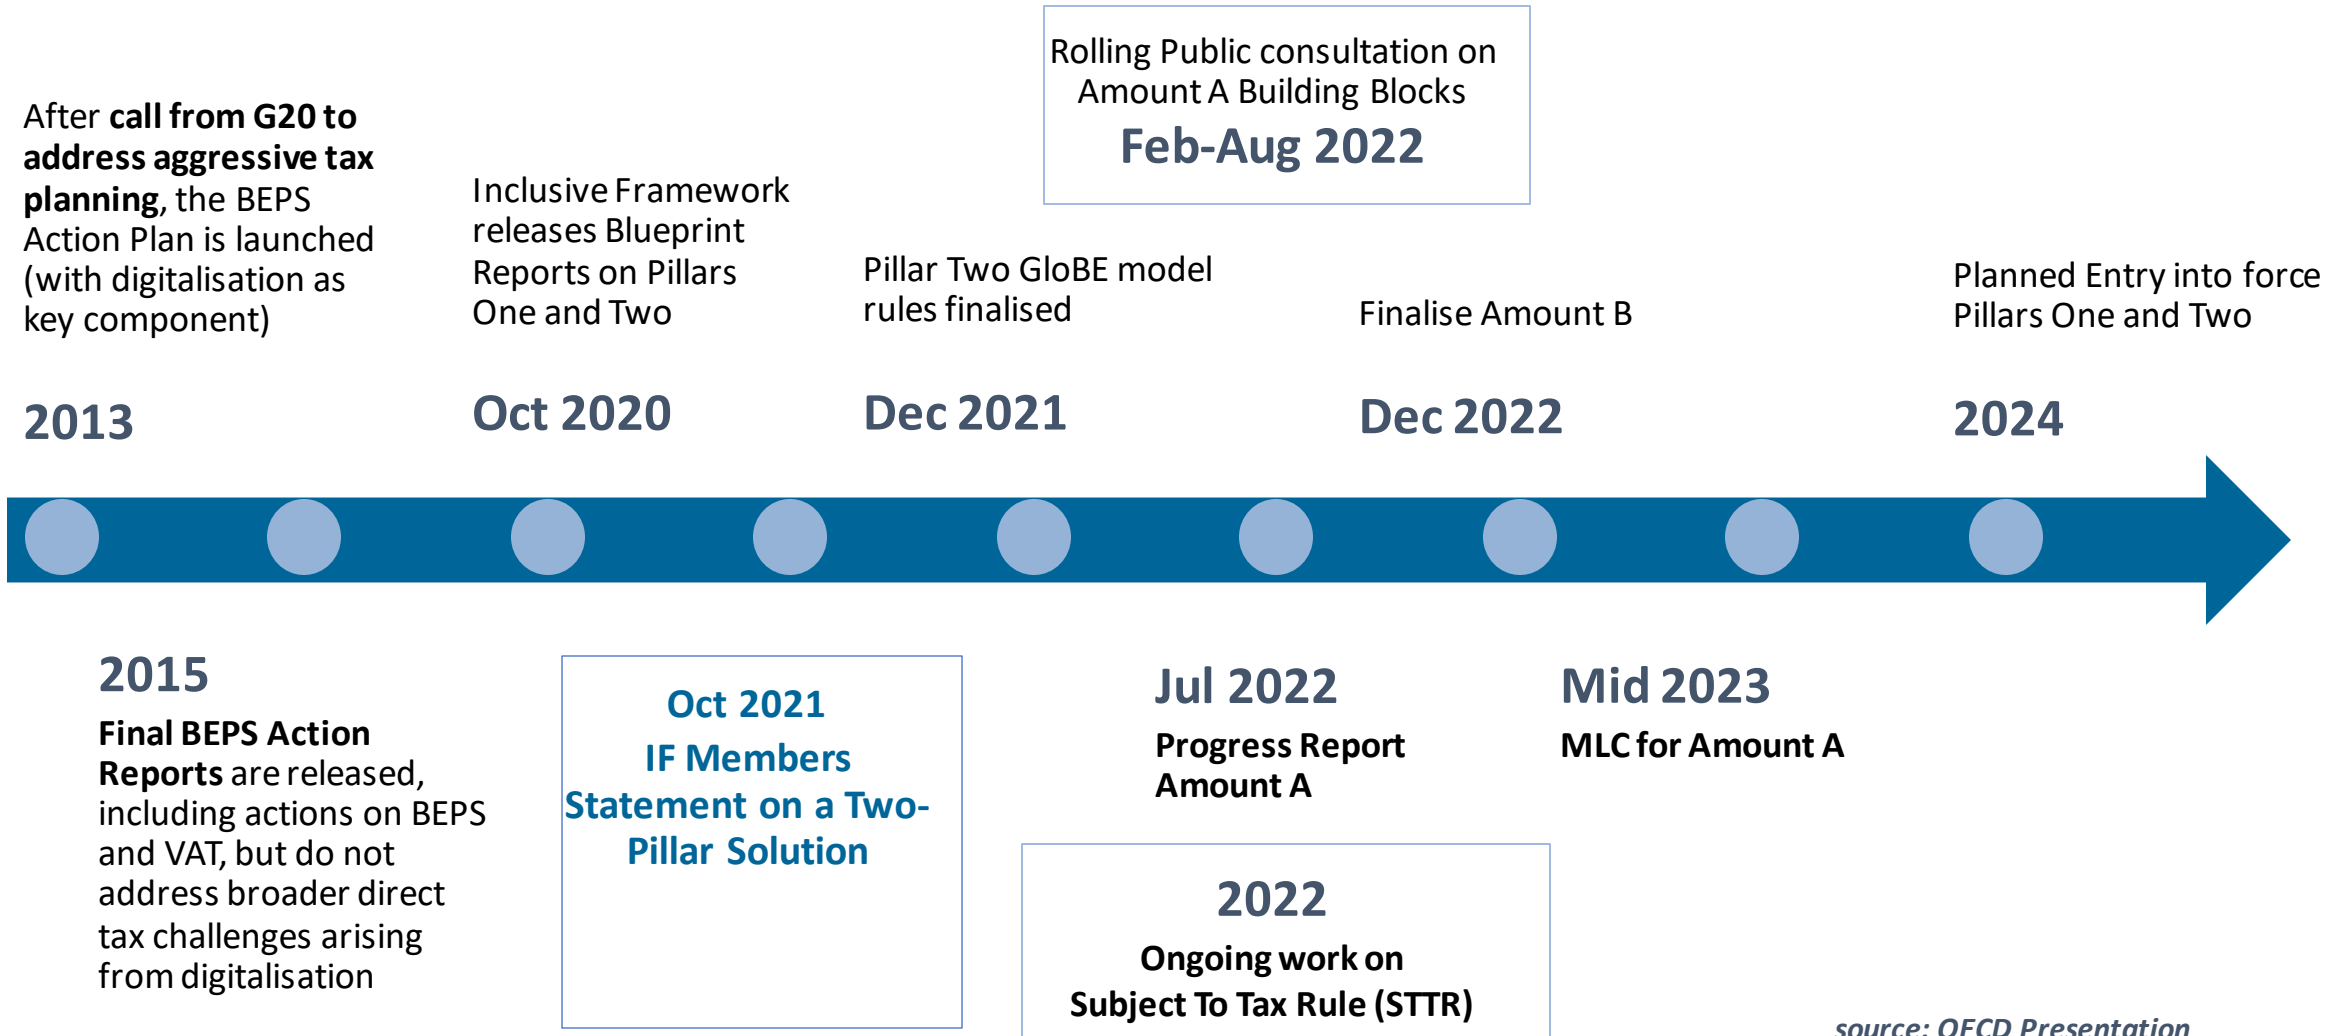 Rolling Public consultation on
Amount A Building Blocks
Feb-Aug 2022
After call from G20 to
address aggressive tax
planning, the BEPS
Action Plan is launched
(with digitalisation as
key component)
2013
Inclusive Framework
releases Blueprint
Reports on Pillars
One and Two
Oct 2020
Pillar Two GloBE model
rules finalised
Dec 2021
Finalise Amount B
Dec 2022
Planned Entry into force
Pillars One and Two
2024
2015
Final BEPS Action
Reports are released,
including actions on BEPS
and VAT, but do not
address broader direct
tax challenges arising
from digitalisation
Oct 2021
IF Members
Statement on a Two-
Pillar Solution
Jul 2022
Progress Report
Amount A
Mid 2023
MLC for Amount A
2022
Ongoing work on
Subject To Tax Rule (STTR)
source: OECD Presentation